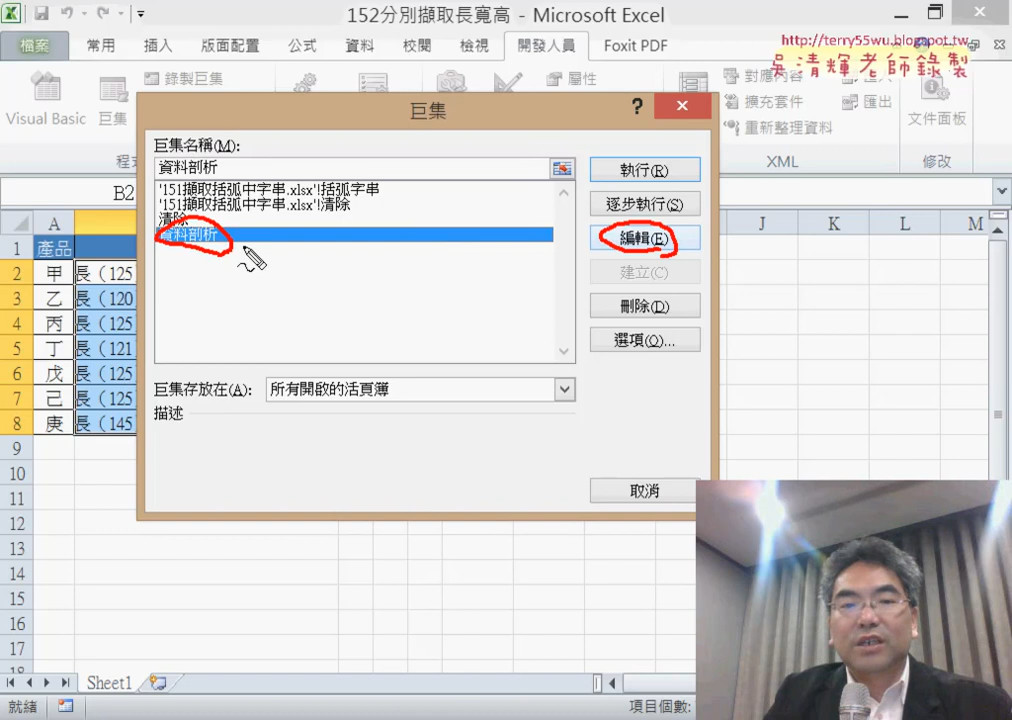 152分別擷取長寬高 - Microsoft Excel
檔案 常用 插入 版面配置 公式 資料 校閱 檢視 開發人員 Foxit PDF
http://terry55wu.blogspot.tw
吳清輝老師錄製
Visual Basic 巨集 錄製巨集 屬性 對應內容
擴充套件 匯出
重新整理資料
文件面板
XML 修改
巨集
巨集名稱(M):
資料剖析
'151擷取括弧中字串.xlsx'!括弧字串
'151擷取括弧中字串.xlsx'!清除
清除
資料剖析
執行(R)
逐步執行(S)
編輯(E)
建立(C)
刪除(D)
選項(O)...
巨集存放在(A): 所有開啟的活頁簿
描述
取消
B2
A J K L M
1 產品
2 甲 長（125
3 乙 長（120
4 丙 長（125
5 丁 長（121
6 戊 長（125
7 己 長（125
8 庚 長（145
9
10
11
12
13
14
15
16
17
18
Sheet1
就緒 項目個數: